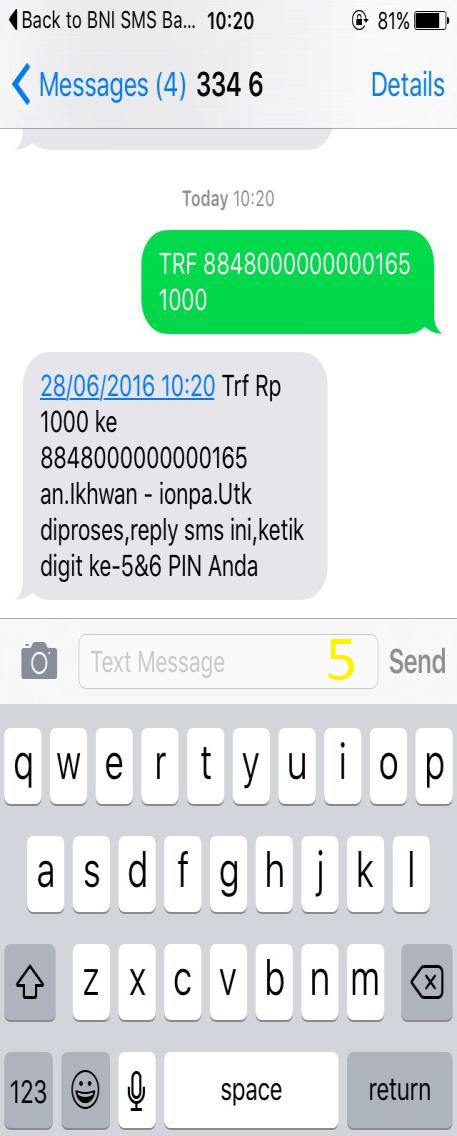 Back to BNI SMS Ba... 10:20 81%
Messages (4) 334 6 Details
Today 10:20
TRF 8848000000000165
1000
28/06/2016 10:20 Trf Rp
1000 ke
8848000000000165
an.Ikhwan - ionpa.Utk
diproses,reply sms ini,ketik
digit ke-5&6 PIN Anda
Text Message 5 Send
q w e r t y u i o p
a s d f g h j k l
z x c v b n m
123 space return